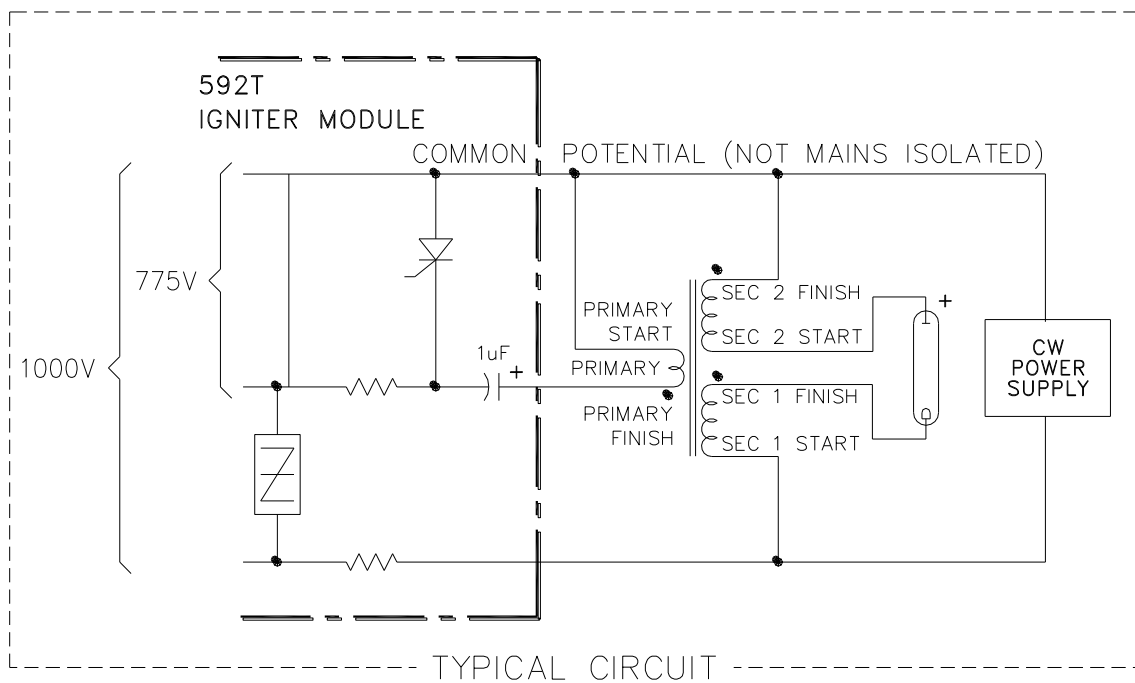 592T
IGNITER MODULE
COMMON POTENTIAL (NOT MAINS ISOLATED)
775V
1000V
1uF
+
PRIMARY
START
PRIMARY
PRIMARY
FINISH
SEC 2 FINISH
SEC 2 START
SEC 1 FINISH
SEC 1 START
+
CW
POWER
SUPPLY
TYPICAL CIRCUIT